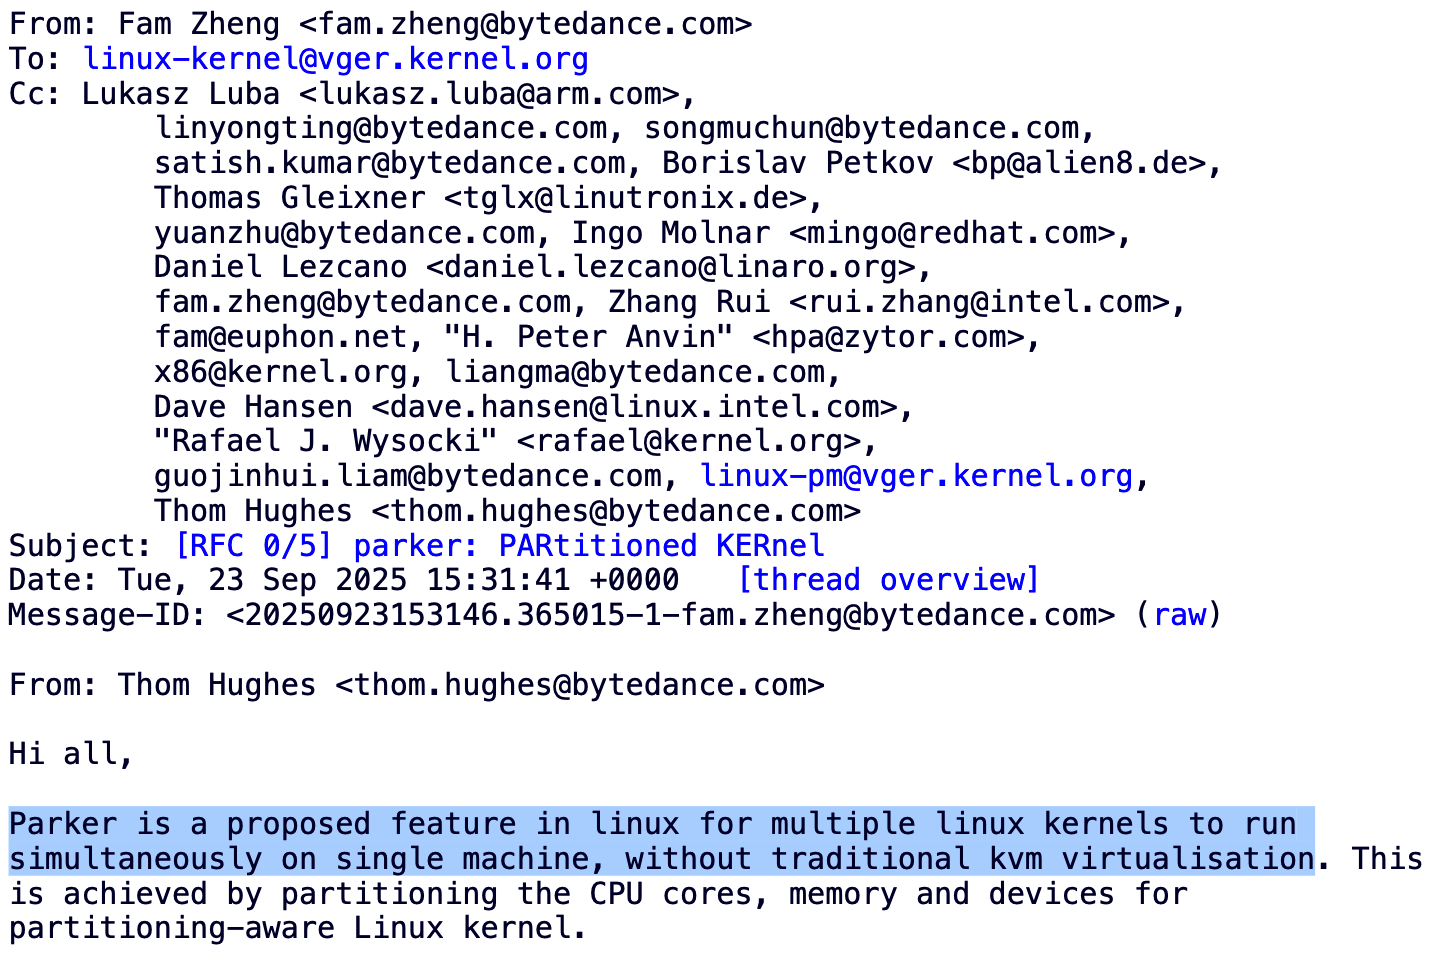 From: Fam Zheng <fam.zheng@bytedance.com>
To: linux-kernel@vger.kernel.org
Cc: Lukasz Luba <lukasz.luba@arm.com>,
linyongting@bytedance.com, songmuchun@bytedance.com,
satish.kumar@bytedance.com, Borislav Petkov <bp@alien8.de>,
Thomas Gleixner <tglx@linutronix.de>,
yuanzhu@bytedance.com, Ingo Molnar <mingo@redhat.com>,
Daniel Lezcano <daniel.lezcano@linaro.org>,
fam.zheng@bytedance.com, Zhang Rui <rui.zhang@intel.com>,
fam@euphon.net, "H. Peter Anvin" <hpa@zytor.com>,
x86@kernel.org, liangma@bytedance.com,
Dave Hansen <dave.hansen@linux.intel.com>,
"Rafael J. Wysocki" <rafael@kernel.org>,
guojinhui.liam@bytedance.com, linux-pm@vger.kernel.org,
Thom Hughes <thom.hughes@bytedance.com>
Subject: [RFC 0/5] parker: PARtitioned KERnel
Date: Tue, 23 Sep 2025 15:31:41 +0000 [thread overview]
Message-ID: <20250923153146.365015-1-fam.zheng@bytedance.com> (raw)
From: Thom Hughes <thom.hughes@bytedance.com>
Hi all,
Parker is a proposed feature in linux for multiple linux kernels to run
simultaneously on single machine, without traditional kvm virtualisation. This
is achieved by partitioning the CPU cores, memory and devices for
partitioning-aware Linux kernel.